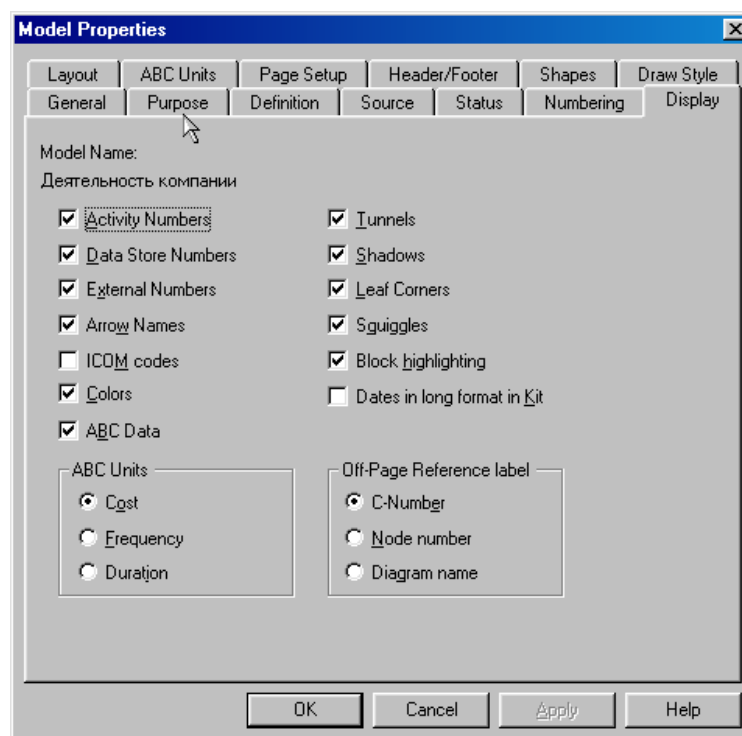 Model Properties
Layout ABC Units Page Setup Header/Footer Shapes Draw Style
General Purpose Definition Source Status Numbering Display
Model Name:
Деятельность компании
Activity Numbers
Data Store Numbers
External Numbers
Arrow Names
ICOM codes
Colors
ABC Data
Tunnels
Shadows
Leaf Corners
Squiggles
Block highlighting
Dates in long format in Kit
ABC Units
Cost
Frequency
Duration
Off-Page Reference label
C-Number
Node number
Diagram name
OK Cancel Apply Help